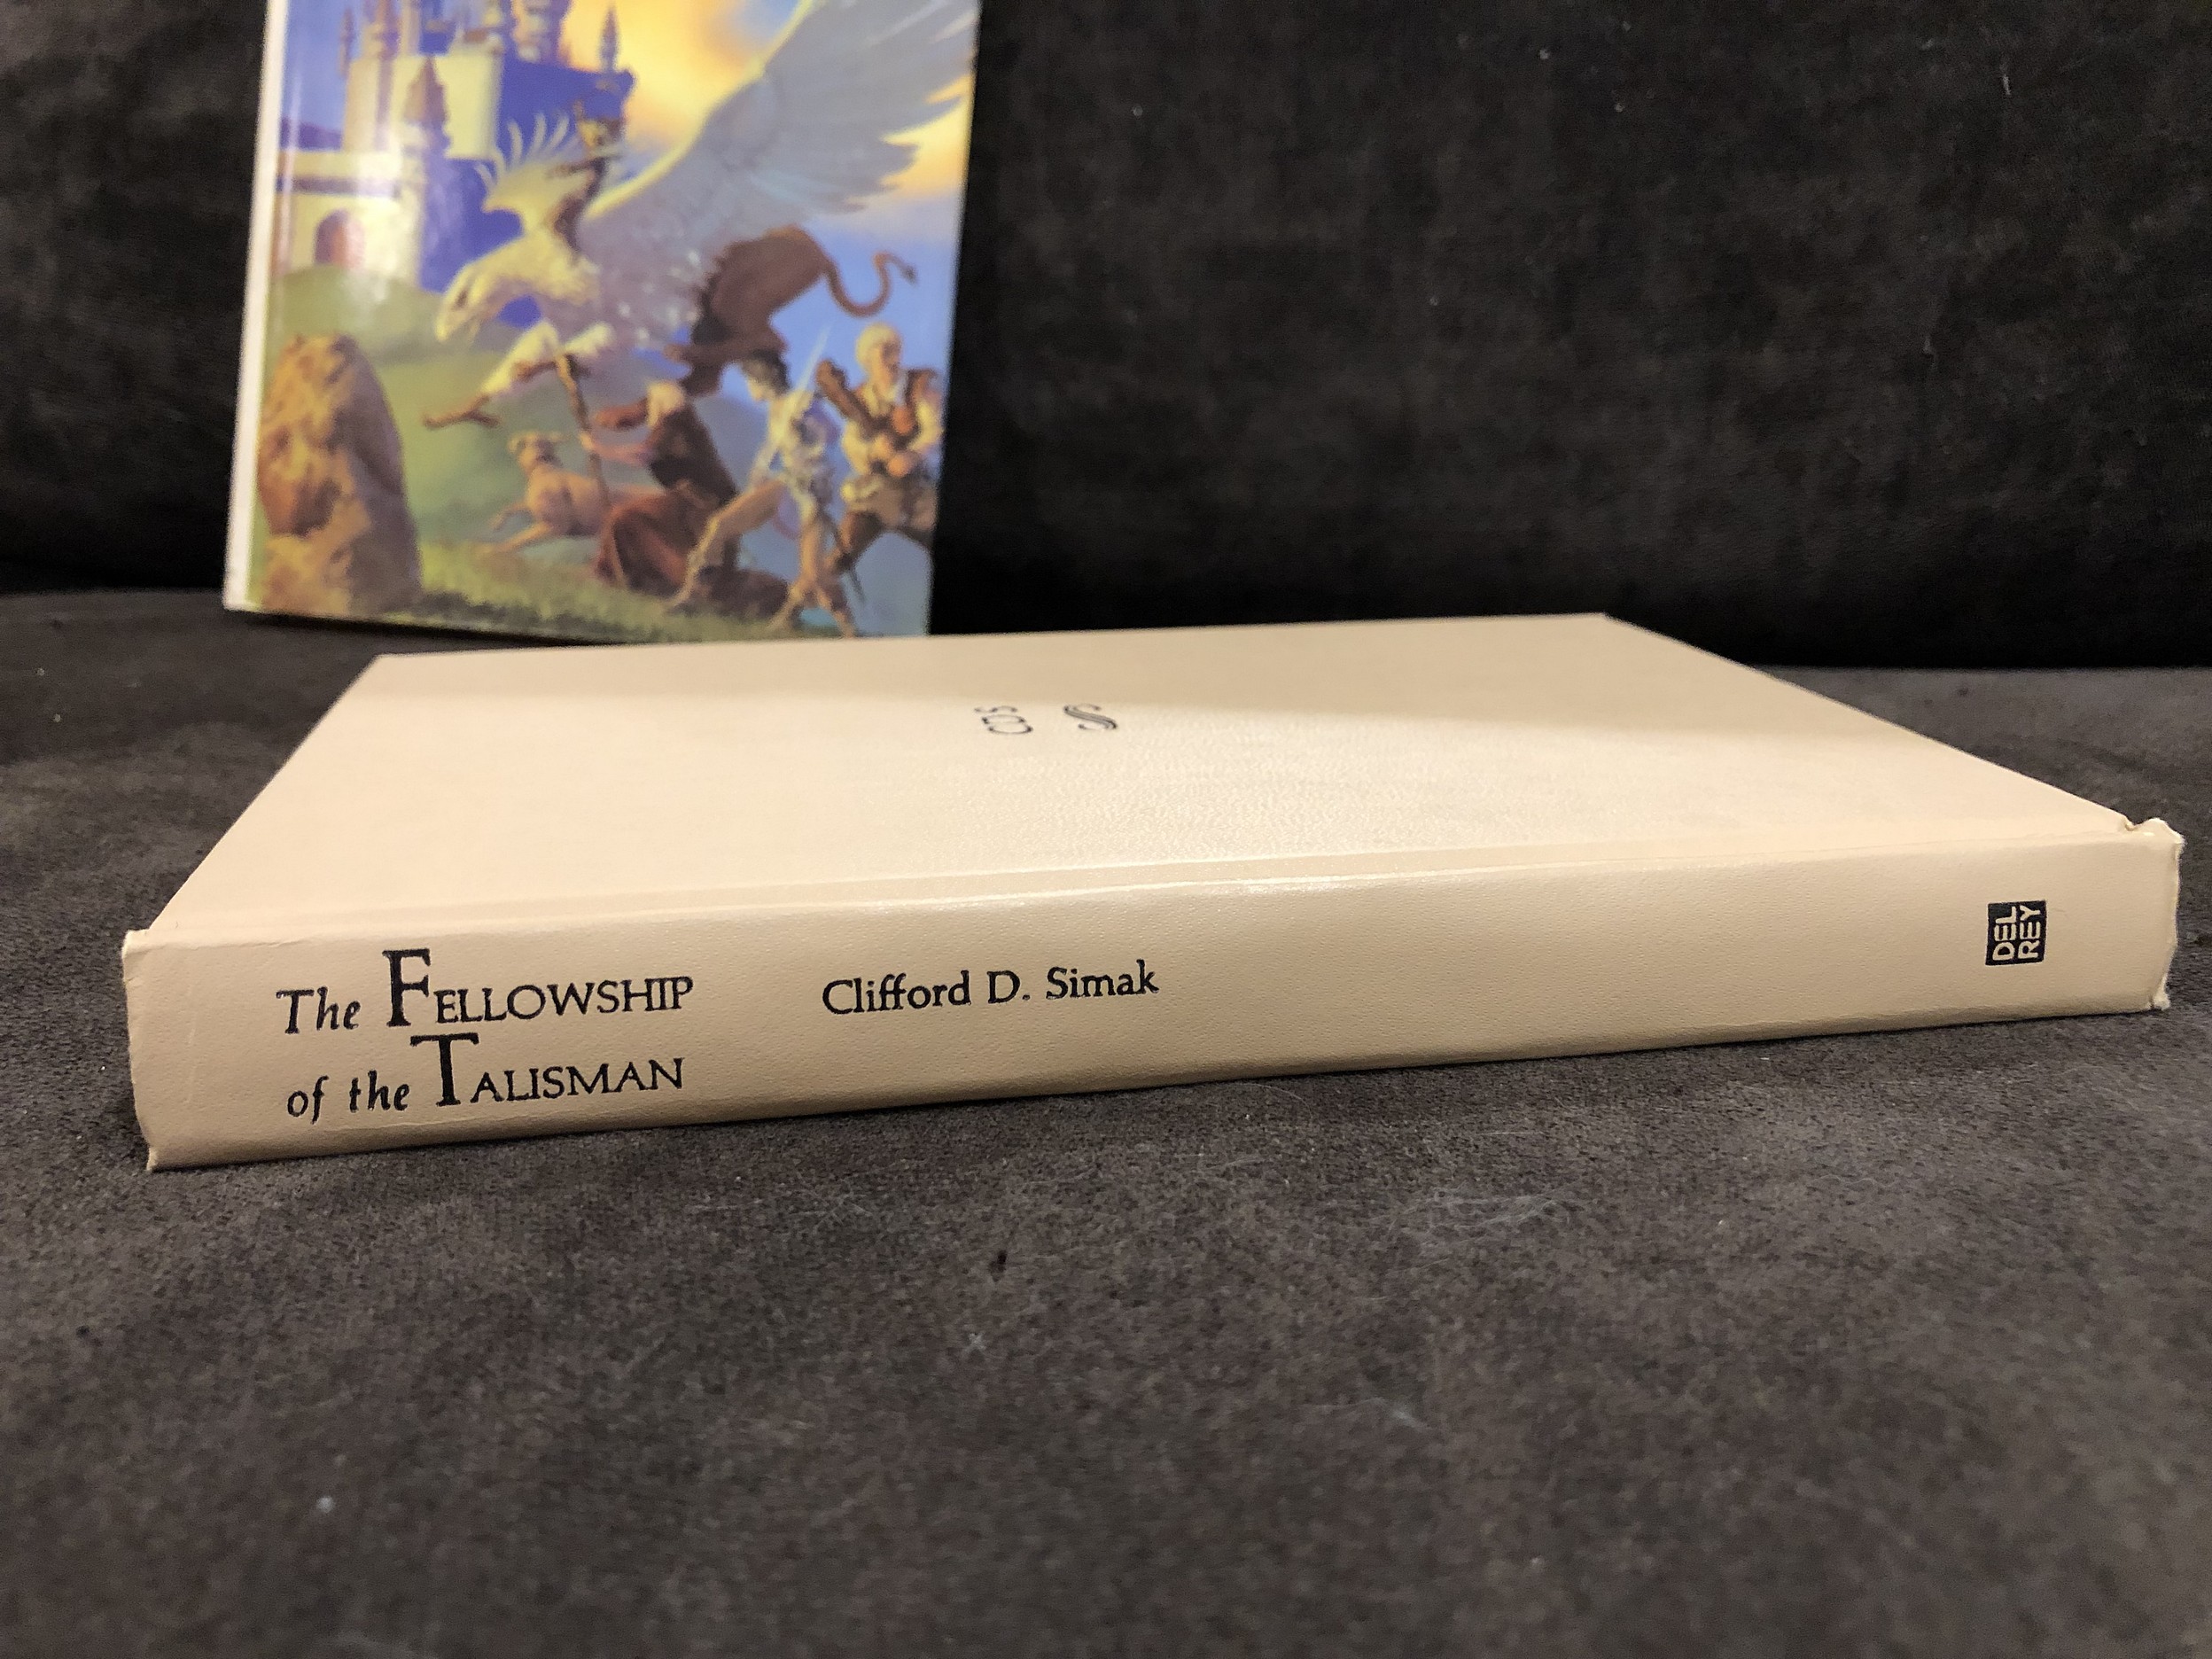 CDS
The FELLOWSHIP
of the TALISMAN
Clifford D. Simak
DEL
REY